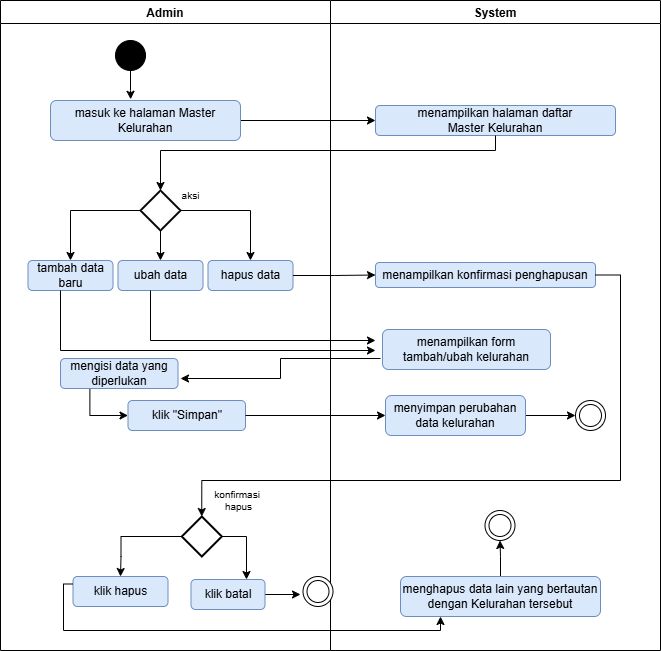 Admin
System
masuk ke halaman Master
Kelurahan
menampilkan halaman daftar
Master Kelurahan
aksi
tambah data
baru
ubah data
hapus data
menampilkan konfirmasi penghapusan
menampilkan form
tambah/ubah kelurahan
mengisi data yang
diperlukan
klik "Simpan"
menyimpan perubahan
data kelurahan
konfirmasi
hapus
klik hapus
klik batal
menghapus data lain yang bertautan
dengan Kelurahan tersebut